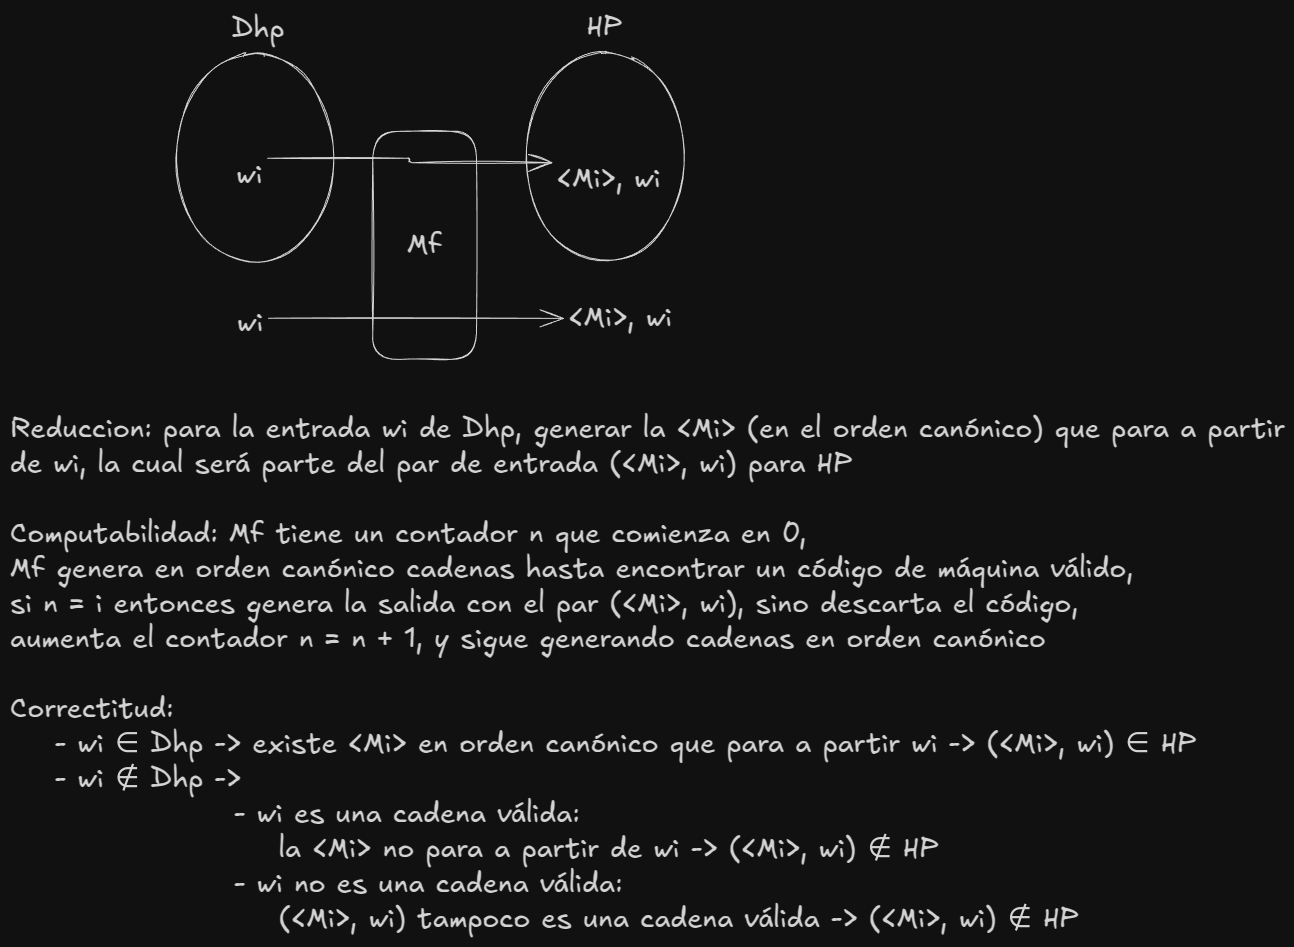 Dhp
HP
wi
<Mi>, wi
Mf
wi
<Mi>, wi
Reduccion: para la entrada wi de Dhp, generar la <Mi> (en el orden canónico) que para a partir
de wi, la cual será parte del par de entrada (<Mi>, wi) para HP
Computabilidad: Mf tiene un contador n que comienza en 0,
Mf genera en orden canónico cadenas hasta encontrar un código de máquina válido,
si n = i entonces genera la salida con el par (<Mi>, wi), sino descarta el código,
aumenta el contador n = n + 1, y sigue generando cadenas en orden canónico
Correctitud:
- wi ∈ Dhp -> existe <Mi> en orden canónico que para a partir wi -> (<Mi>, wi) ∈ HP
- wi ∉ Dhp ->
- wi es una cadena válida:
la <Mi> no para a partir de wi -> (<Mi>, wi) ∉ HP
- wi no es una cadena válida:
(<Mi>, wi) tampoco es una cadena válida -> (<Mi>, wi) ∉ HP